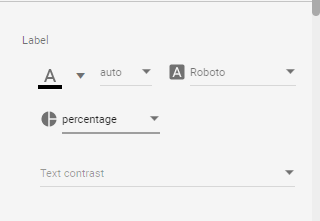 Label
A auto A Roboto
percentage
Text contrast